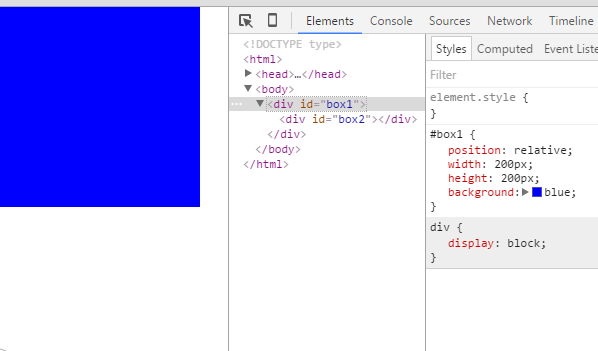 Elements Console Sources Network Timeline
<!DOCTYPE type>
<html>
<head>…</head>
<body>
<div id="box1">
<div id="box2"></div>
</div>
</body>
</html>
Styles Computed Event Liste
Filter
element.style {
}
#box1 {
position: relative;
width: 200px;
height: 200px;
background: blue;
}
div {
display: block;
}